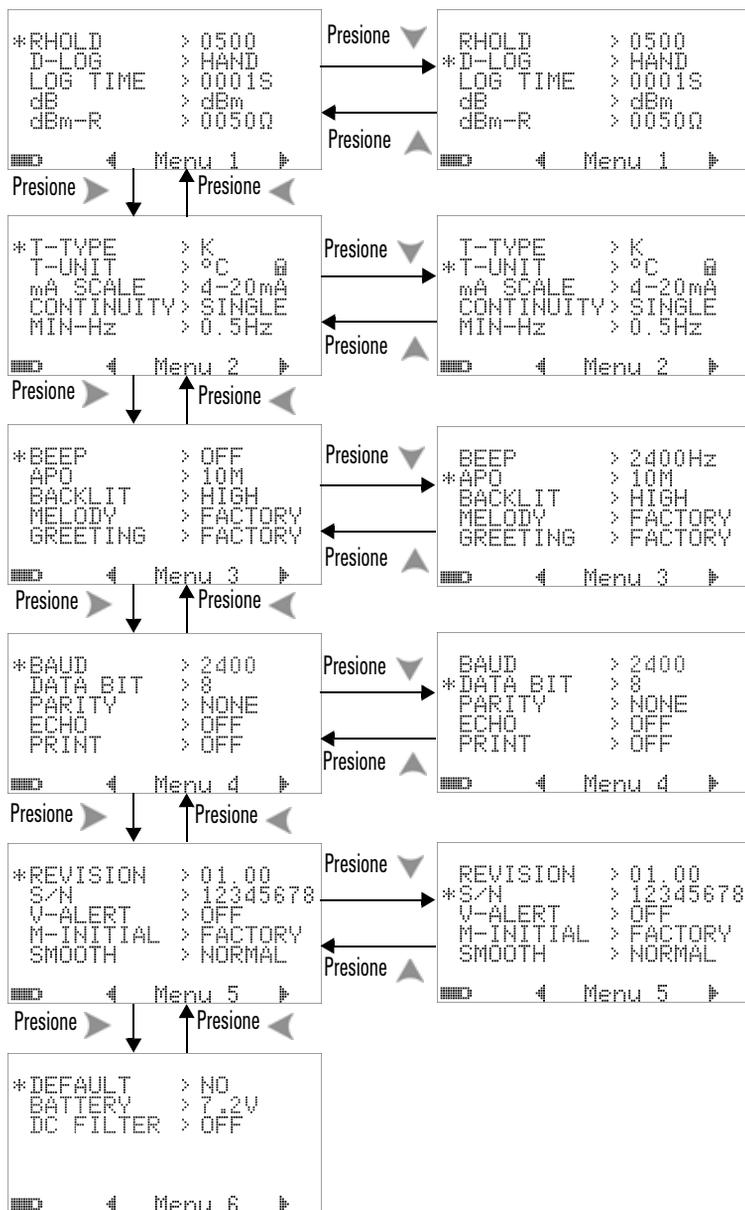 *RHOLD > 0500
D-LOG > HAND
LOG TIME > 0001S
dB > dBm
dBm-R > 0050Ω
Menu 1
Presione
Presione
RHOLD > 0500
*D-LOG > HAND
LOG TIME > 0001S
dB > dBm
dBm-R > 0050Ω
Menu 1
Presione
Presione
*T-TYPE > K
T-UNIT > °C
mA SCALE > 4-20mA
CONTINUITY > SINGLE
MIN-Hz > 0.5Hz
Menu 2
Presione
Presione
T-TYPE > K
*T-UNIT > °C
mA SCALE > 4-20mA
CONTINUITY > SINGLE
MIN-Hz > 0.5Hz
Menu 2
Presione
Presione
*BEEP > OFF
APO > 10M
BACKLIT > HIGH
MELODY > FACTORY
GREETING > FACTORY
Menu 3
Presione
Presione
BEEP > 2400Hz
*APO > 10M
BACKLIT > HIGH
MELODY > FACTORY
GREETING > FACTORY
Menu 3
Presione
Presione
*BAUD > 2400
DATA BIT > 8
PARITY > NONE
ECHO > OFF
PRINT > OFF
Menu 4
Presione
Presione
BAUD > 2400
*DATA BIT > 8
PARITY > NONE
ECHO > OFF
PRINT > OFF
Menu 4
Presione
Presione
*REVISION > 01.00
S/N > 12345678
V-ALERT > OFF
M-INITIAL > FACTORY
SMOOTH > NORMAL
Menu 5
Presione
Presione
REVISION > 01.00
*S/N > 12345678
V-ALERT > OFF
M-INITIAL > FACTORY
SMOOTH > NORMAL
Menu 5
Presione
Presione
*DEFAULT > NO
BATTERY > 7.2V
DC FILTER > OFF
Menu 6